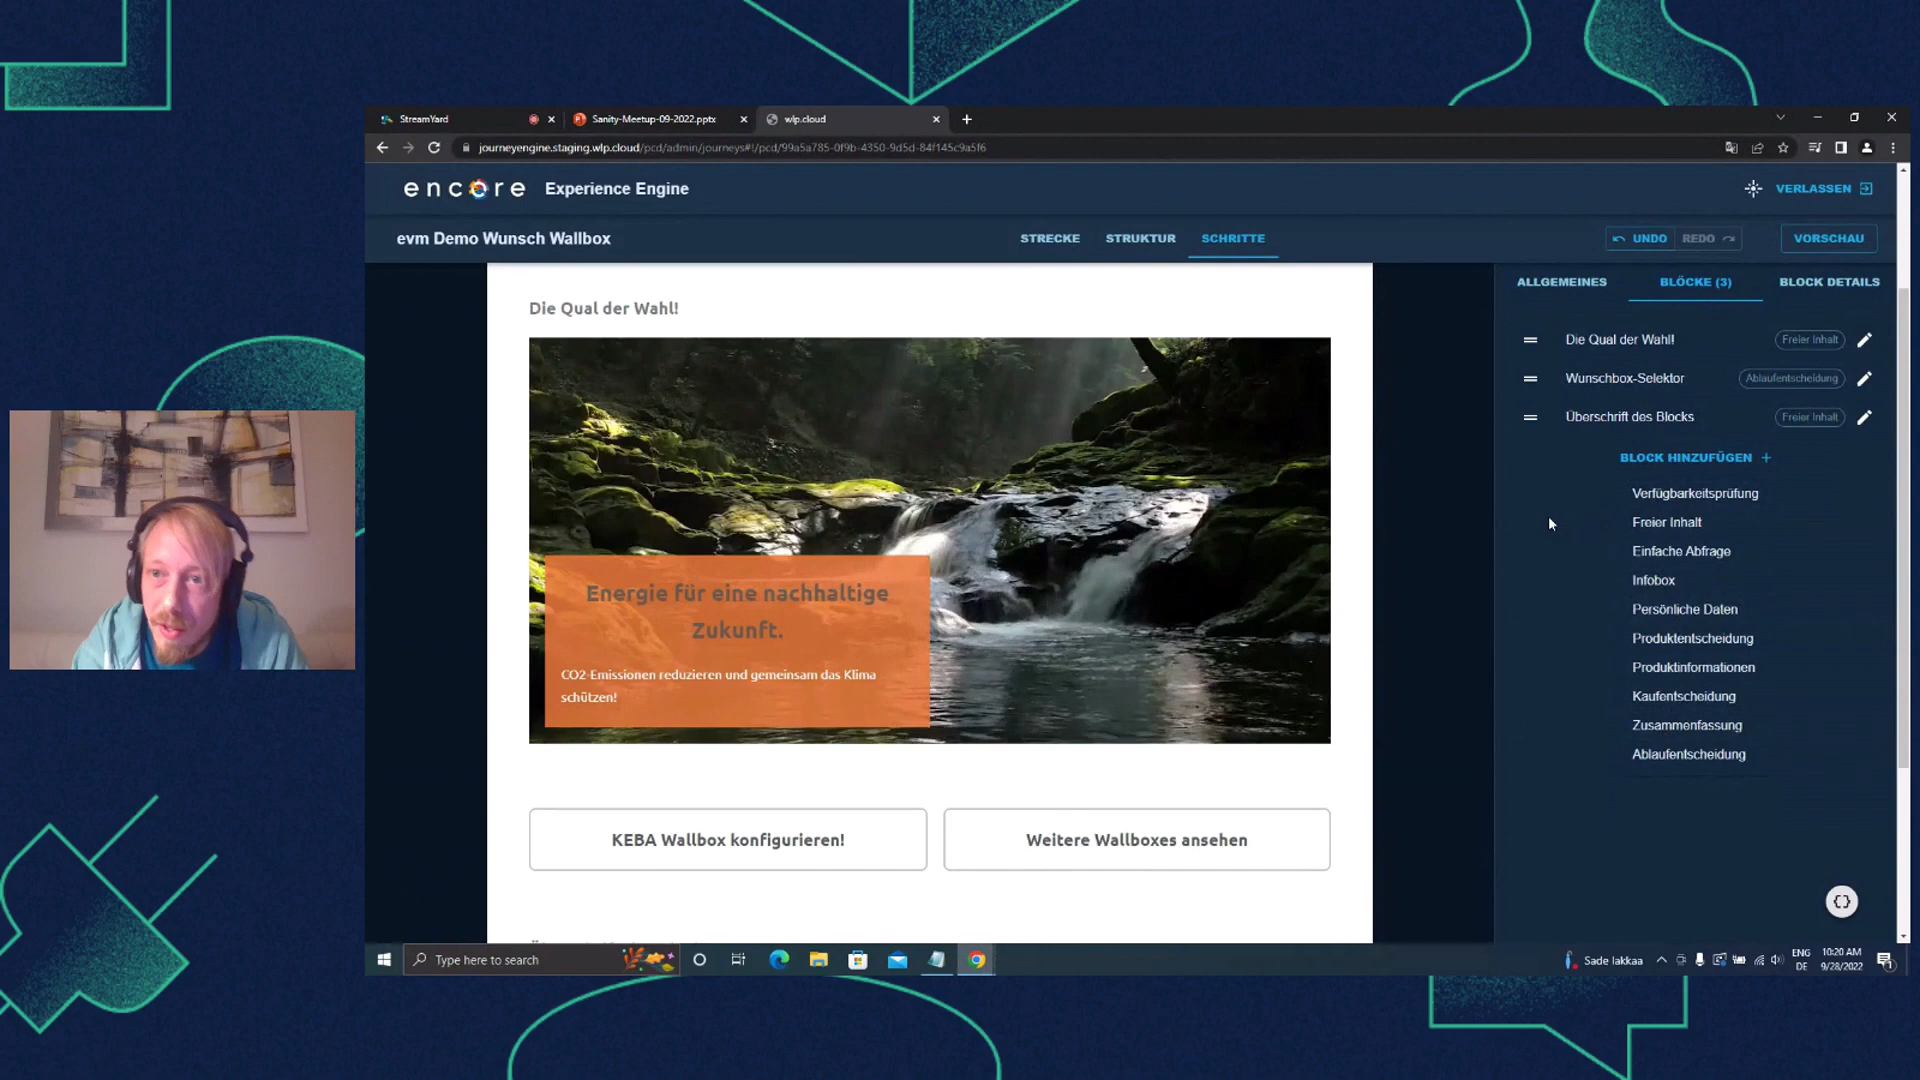 StreamYard
Sanity-Meetup-09-2022.pptx
wlp.cloud
journeyengine.staging.wlp.cloud/pcd/admin/journeys#!/pcd/99a5a785-0f9b-4350-9d5d-84f145c9a5f6
encore Experience Engine
VERLASSEN
evm Demo Wunsch Wallbox
STRECKE
STRUKTUR
SCHRITTE
UNDO
REDO
VORSCHAU
Die Qual der Wahl!
Energie für eine nachhaltige
Zukunft.
CO2-Emissionen reduzieren und gemeinsam das Klima
schützen!
KEBA Wallbox konfigurieren!
Weitere Wallboxes ansehen
ALLGEMEINES
BLÖCKE (3)
BLOCK DETAILS
Die Qual der Wahl! Freier Inhalt
Wunschbox-Selektor Ablaufentscheidung
Überschrift des Blocks Freier Inhalt
BLOCK HINZUFÜGEN +
Verfügbarkeitsprüfung
Freier Inhalt
Einfache Abfrage
Infobox
Persönliche Daten
Produktentscheidung
Produktinformationen
Kaufentscheidung
Zusammenfassung
Ablaufentscheidung
Type here to search
Sade lakkaa
ENG
DE
10:20 AM
9/28/2022
1